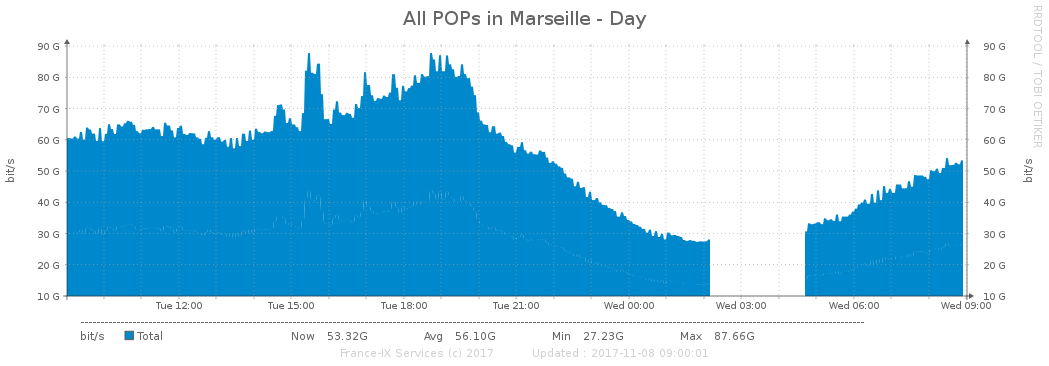 All POPs in Marseille - Day
RRDTOOL / TOBI OETIKER
90 G 90 G
80 G 80 G
70 G 70 G
60 G 60 G
50 G 50 G
40 G 40 G
30 G 30 G
20 G 20 G
10 G 10 G
bit/s bit/s
Tue 12:00 Tue 15:00 Tue 18:00 Tue 21:00 Wed 00:00 Wed 03:00 Wed 06:00 Wed 09:00
bit/s Total Now 53.32G Avg 56.10G Min 27.23G Max 87.66G
France-IX Services (c) 2017 Updated : 2017-11-08 09:00:01